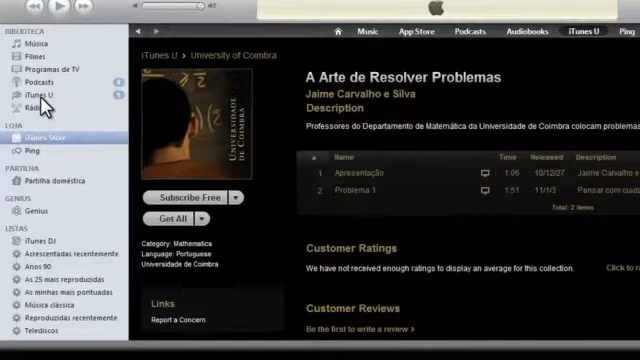 BIBLIOTECA
Música
Filmes
Programas de TV
Podcasts
iTunes U
LOJA
iTunes Store
Ping
PARTILHA
Partilha doméstica
GENIUS
Genius
LISTAS
iTunes DJ
Acrescentadas recentemente
Anos 90
As 25 mais reproduzidas
As minhas mais pontuadas
Música clássica
Reproduzidas recentemente
Telediscos
Music App Store Podcasts Audiobooks iTunes U Ping
iTunes U > University of Coimbra
UNIVERSIDADE DE COIMBRA
Subscribe Free
Get All
Category: Mathematics
Language: Portuguese
Universidade de Coimbra
Links
Report a Concern
A Arte de Resolver Problemas
Jaime Carvalho e Silva
Description
Professores do Departamento de Matemática da Universidade de Coimbra colocam
Name Time Released Description
1 Apresentação 1:06 10/12/27 Jaime Carvalho e
2 Problema 1 1:51 11/1/3 Pensar com
Total: 2 Items
Customer Ratings
We have not received enough ratings to display an average for this collection. Click to
Customer Reviews
Be the first to write a review >